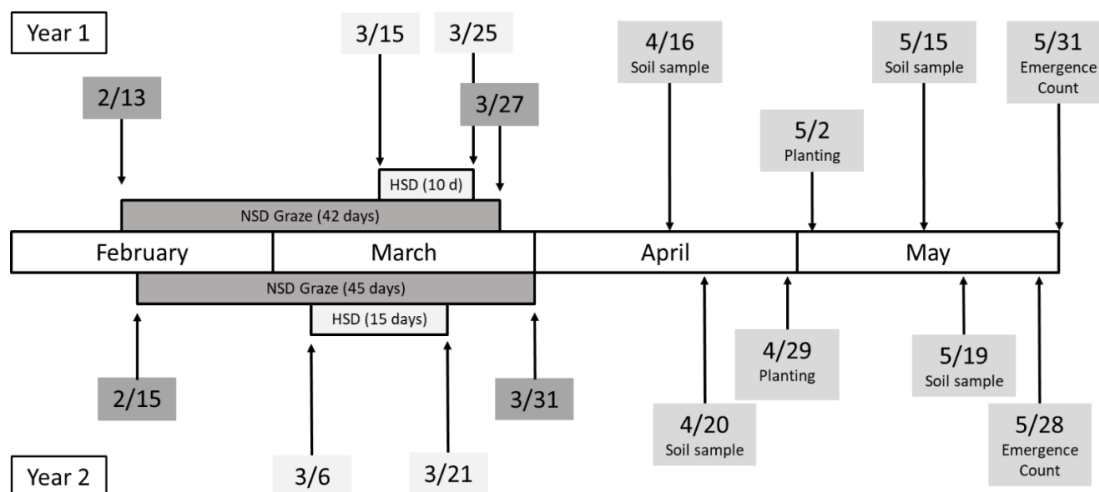 Year 1
3/15
3/25
4/16
Soil sample
5/15
Soil sample
5/31
Emergence
Count
2/13
3/27
5/2
Planting
HSD (10 d)
NSD Graze (42 days)
February
March
April
May
NSD Graze (45 days)
HSD (15 days)
2/15
3/31
4/29
Planting
5/19
Soil sample
4/20
Soil sample
5/28
Emergence
Count
Year 2
3/6
3/21